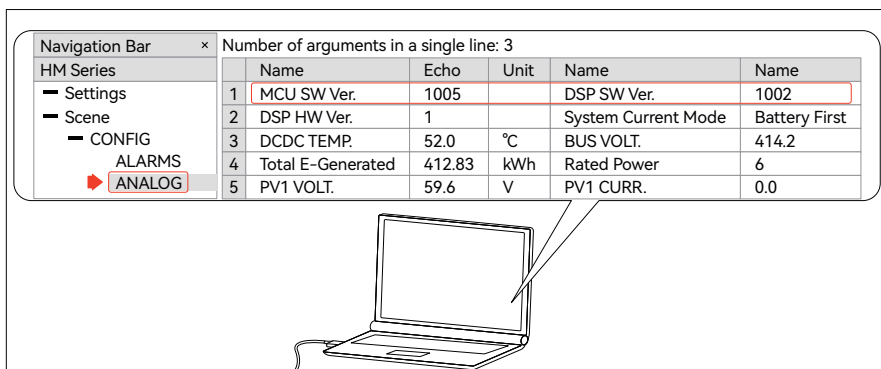 Navigation Bar × Number of arguments in a single line: 3
HM Series Name Echo Unit Name Name
Settings 1 MCU SW Ver. 1005 DSP SW Ver. 1002
Scene 2 DSP HW Ver. 1 System Current Mode Battery First
CONFIG 3 DCDC TEMP. 52.0 ℃ BUS VOLT. 414.2
ALARMS 4 Total E-Generated 412.83 kWh Rated Power 6
ANALOG 5 PV1 VOLT. 59.6 V PV1 CURR. 0.0